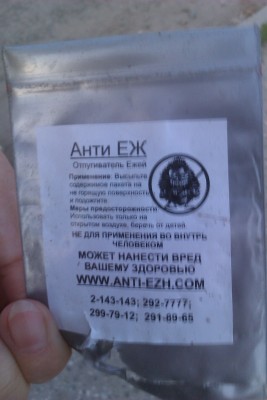 Анти ЕЖ
Отпугиватель Ежей
Применение Высыпьте
содержимое пакета на
не горящую поверхность
и подожгите
Меры предосторожности
Использовать только на
открытом воздухе, беречь от детей
НЕ ДЛЯ ПРИМЕНЕНИЯ ВО ВНУТРЬ
ЧЕЛОВЕКОМ
МОЖЕТ НАНЕСТИ ВРЕД
ВАШЕМУ ЗДОРОВЬЮ
WWW.ANTI-EZH.COM
2-143-143; 292-7777;
299-79-12; 291-69-65